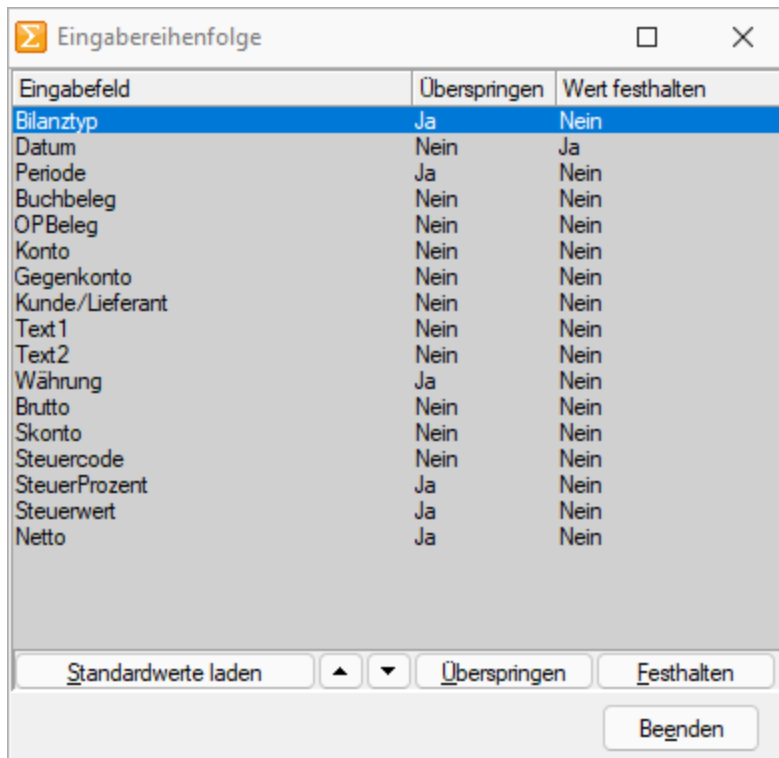 Eingabereihenfolge
Eingabefeld Überspringen Wert festhalten
Bilanztyp Ja Nein
Datum Nein Ja
Periode Ja Nein
Buchbeleg Nein Nein
OPBeleg Nein Nein
Konto Nein Nein
Gegenkonto Nein Nein
Kunde/Lieferant Nein Nein
Text1 Nein Nein
Text2 Nein Nein
Währung Ja Nein
Brutto Nein Nein
Skonto Nein Nein
Steuercode Nein Nein
SteuerProzent Ja Nein
Steuerwert Ja Nein
Netto Ja Nein
Standardwerte laden Überspringen Festhalten
Beenden